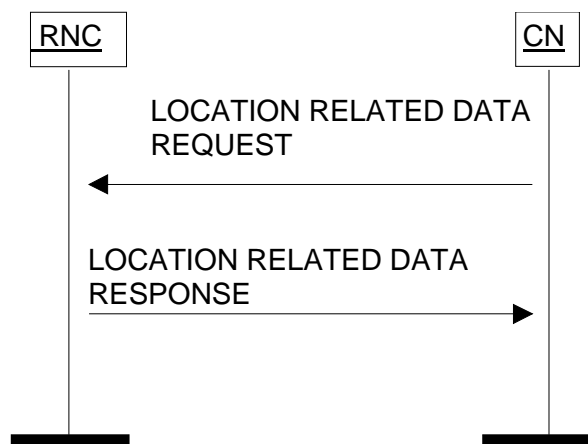 RNC
CN
LOCATION RELATED DATA
REQUEST
LOCATION RELATED DATA
RESPONSE